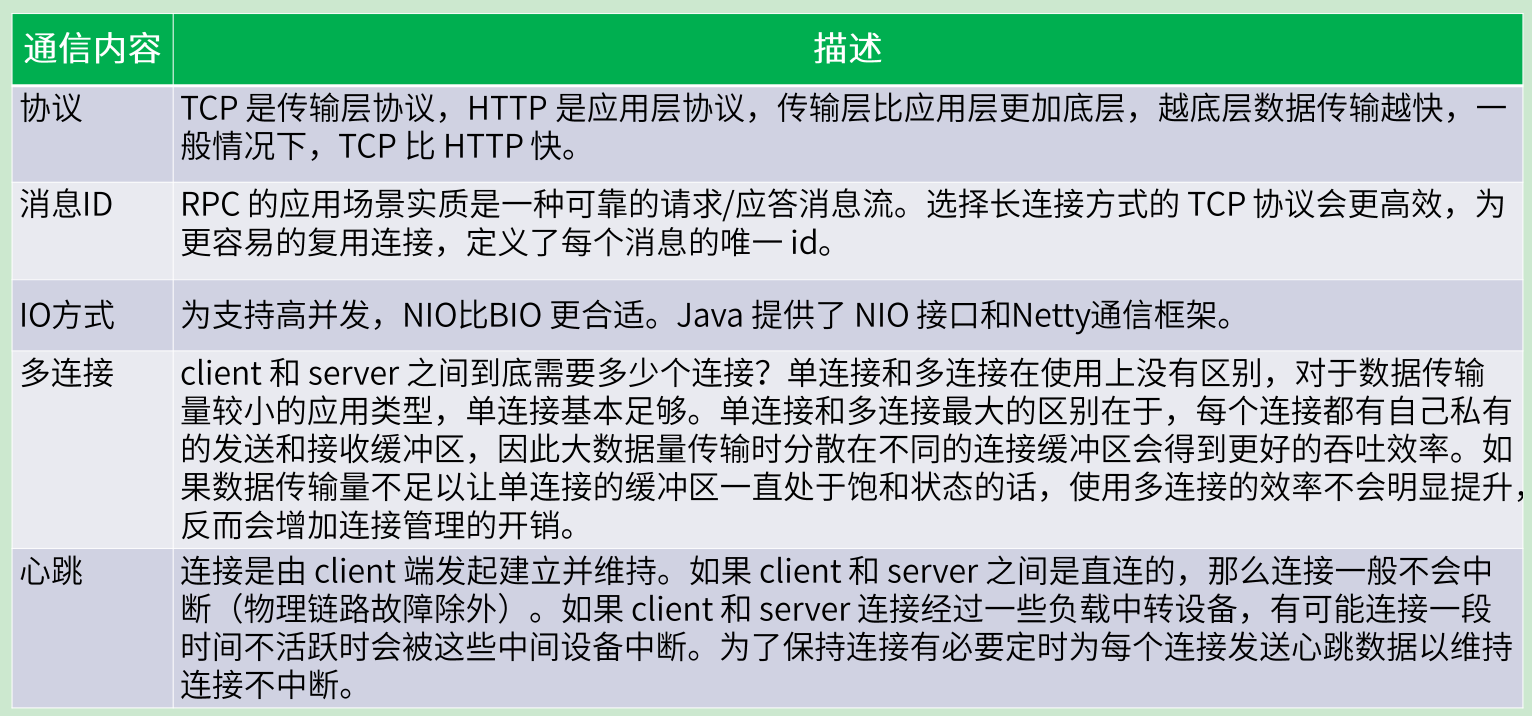 通信内容
描述
协议
TCP 是传输层协议，HTTP 是应用层协议，传输层比应用层更加底层，越底层数据传输越快，一
般情况下，TCP 比 HTTP 快。
消息ID
RPC 的应用场景实质是一种可靠的请求/应答消息流。选择长连接方式的 TCP 协议会更高效，为
更容易的复用连接，定义了每个消息的唯一 id。
IO方式
为支持高并发，NIO比BIO 更合适。Java 提供了 NIO 接口和Netty通信框架。
多连接
client 和 server 之间到底需要多少个连接？单连接和多连接在使用上没有区别，对于数据传输
量较小的应用类型，单连接基本足够。单连接和多连接最大的区别在于，每个连接都有自己私有
的发送和接收缓冲区，因此大数据量传输时分散在不同的连接缓冲区会得到更好的吞吐效率。如
果数据传输量不足以让单连接的缓冲区一直处于饱和状态的话，使用多连接的效率不会明显提升，
反而会增加连接管理的开销。
心跳
连接是由 client 端发起建立并维持。如果 client 和 server 之间是直连的，那么连接一般不会中
断（物理链路故障除外）。如果 client 和 server 连接经过一些负载中转设备，有可能连接一段
时间不活跃时会被这些中间设备中断。为了保持连接有必要定时为每个连接发送心跳数据以维持
连接不中断。